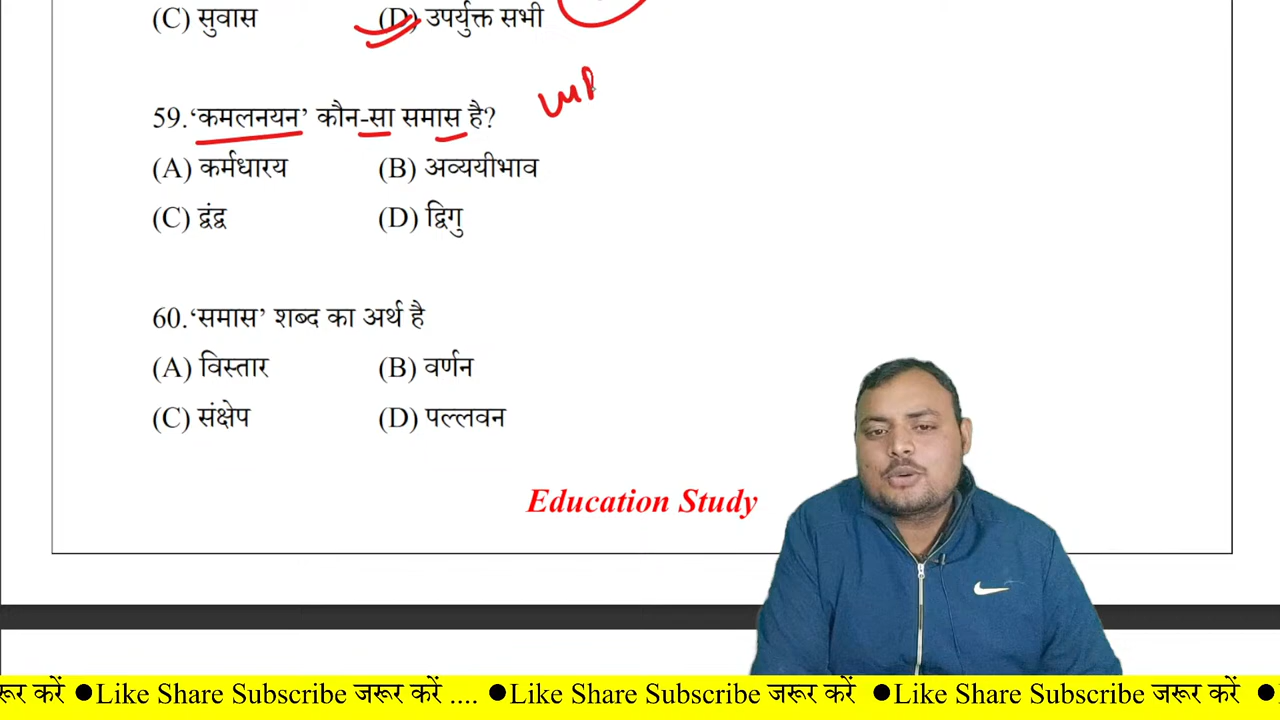 (C) सुवास (D) उपर्युक्त सभी
59.‘कमलनयन’ कौन-सा समास है?
(A) कर्मधारय (B) अव्ययीभाव
(C) द्वंद्व (D) द्विगु
60.‘समास’ शब्द का अर्थ है
(A) विस्तार (B) वर्णन
(C) संक्षेप (D) पल्लवन
Education Study
जरूर करें ●Like Share Subscribe जरूर करें .... ●Like Share Subscribe जरूर करें ●Like Share Subscribe जरूर करें ●